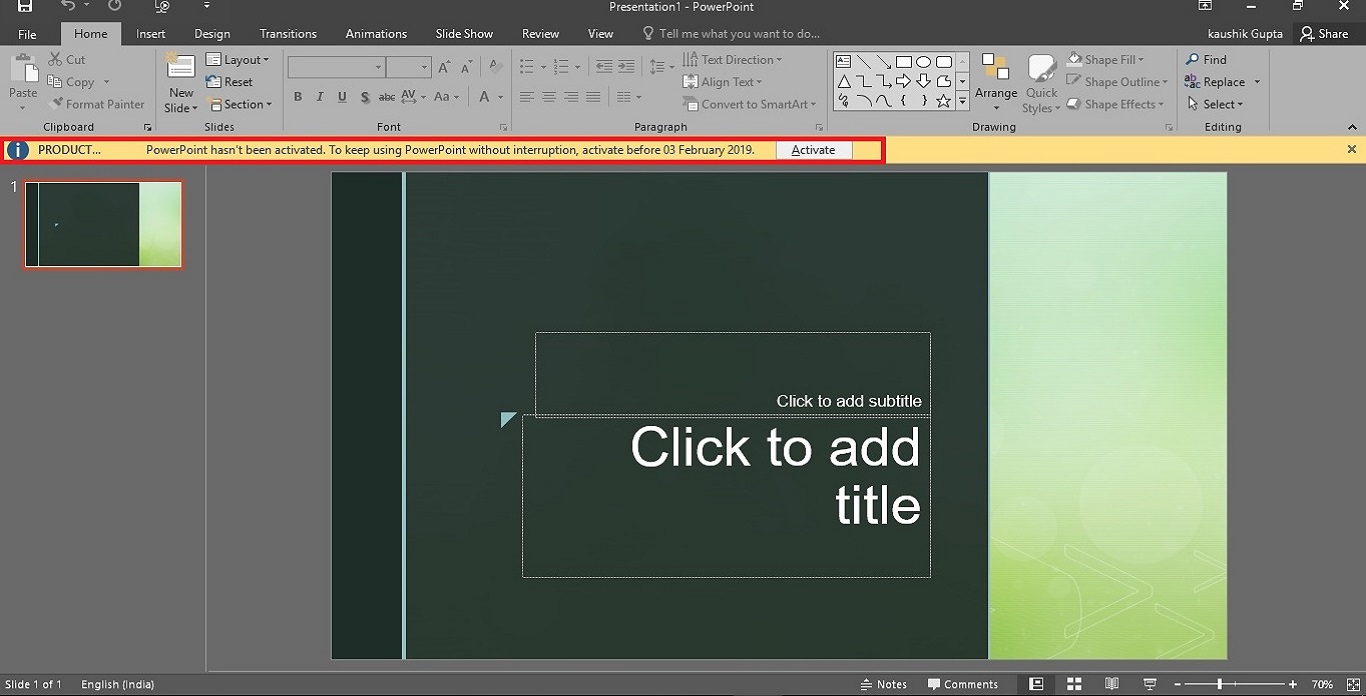 Presentation1 - PowerPoint
File Home Insert Design Transitions Animations Slide Show Review View Tell me what you want to do... kaushik Gupta Share
Paste
Cut
Copy
Format Painter
Clipboard
New
Slide
Layout
Reset
Section
Slides
B I U S abc AV Aa A
A A
Font
Text Direction
Align Text
Convert to SmartArt
Paragraph
Arrange
Quick
Styles
Shape Fill
Shape Outline
Shape Effects
Drawing
Find
Replace
Select
Editing
PRODUCT... PowerPoint hasn't been activated. To keep using PowerPoint without interruption, activate before 03 February 2019. Activate
1
Click to add subtitle
Click to add
title
Slide 1 of 1 English (India) Notes Comments 70%